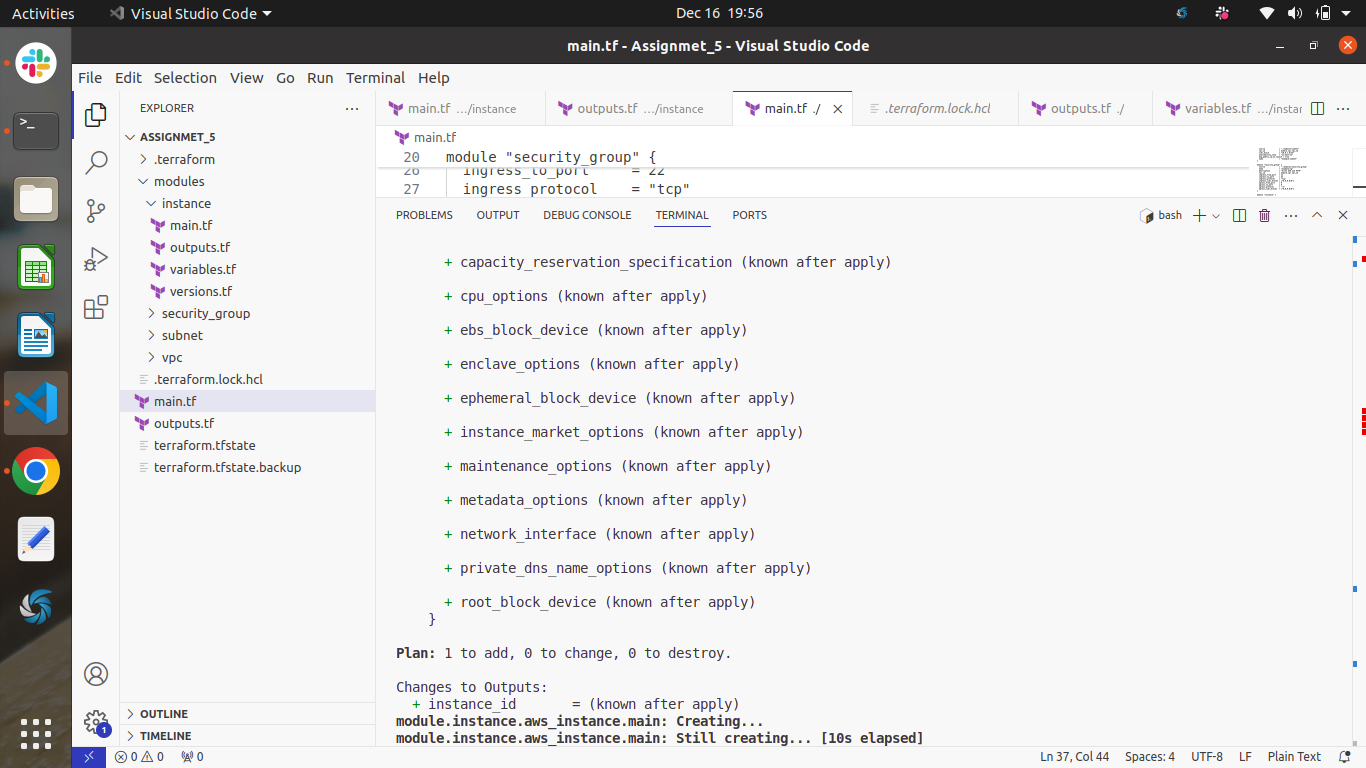 Activities
Visual Studio Code
Dec 16 19:56
main.tf - Assignmet_5 - Visual Studio Code
File Edit Selection View Go Run Terminal Help
EXPLORER
ASSIGNMET_5
.terraform
modules
instance
main.tf
outputs.tf
variables.tf
versions.tf
security_group
subnet
vpc
.terraform.lock.hcl
main.tf
outputs.tf
terraform.tfstate
terraform.tfstate.backup
OUTLINE
TIMELINE
main.tf .../instance
outputs.tf .../instance
main.tf ./
.terraform.lock.hcl
outputs.tf ./
variables.tf .../instar
main.tf
20 module "security_group" {
26 ingress_to_port = 22
27 ingress_protocol = "tcp"
PROBLEMS OUTPUT DEBUG CONSOLE TERMINAL PORTS
bash
+ capacity_reservation_specification (known after apply)
+ cpu_options (known after apply)
+ ebs_block_device (known after apply)
+ enclave_options (known after apply)
+ ephemeral_block_device (known after apply)
+ instance_market_options (known after apply)
+ maintenance_options (known after apply)
+ metadata_options (known after apply)
+ network_interface (known after apply)
+ private_dns_name_options (known after apply)
+ root_block_device (known after apply)
}
Plan: 1 to add, 0 to change, 0 to destroy.
Changes to Outputs:
+ instance_id = (known after apply)
module.instance.aws_instance.main: Creating...
module.instance.aws_instance.main: Still creating... [10s elapsed]
1
0 0 0
Ln 37, Col 44 Spaces: 4 UTF-8 LF Plain Text